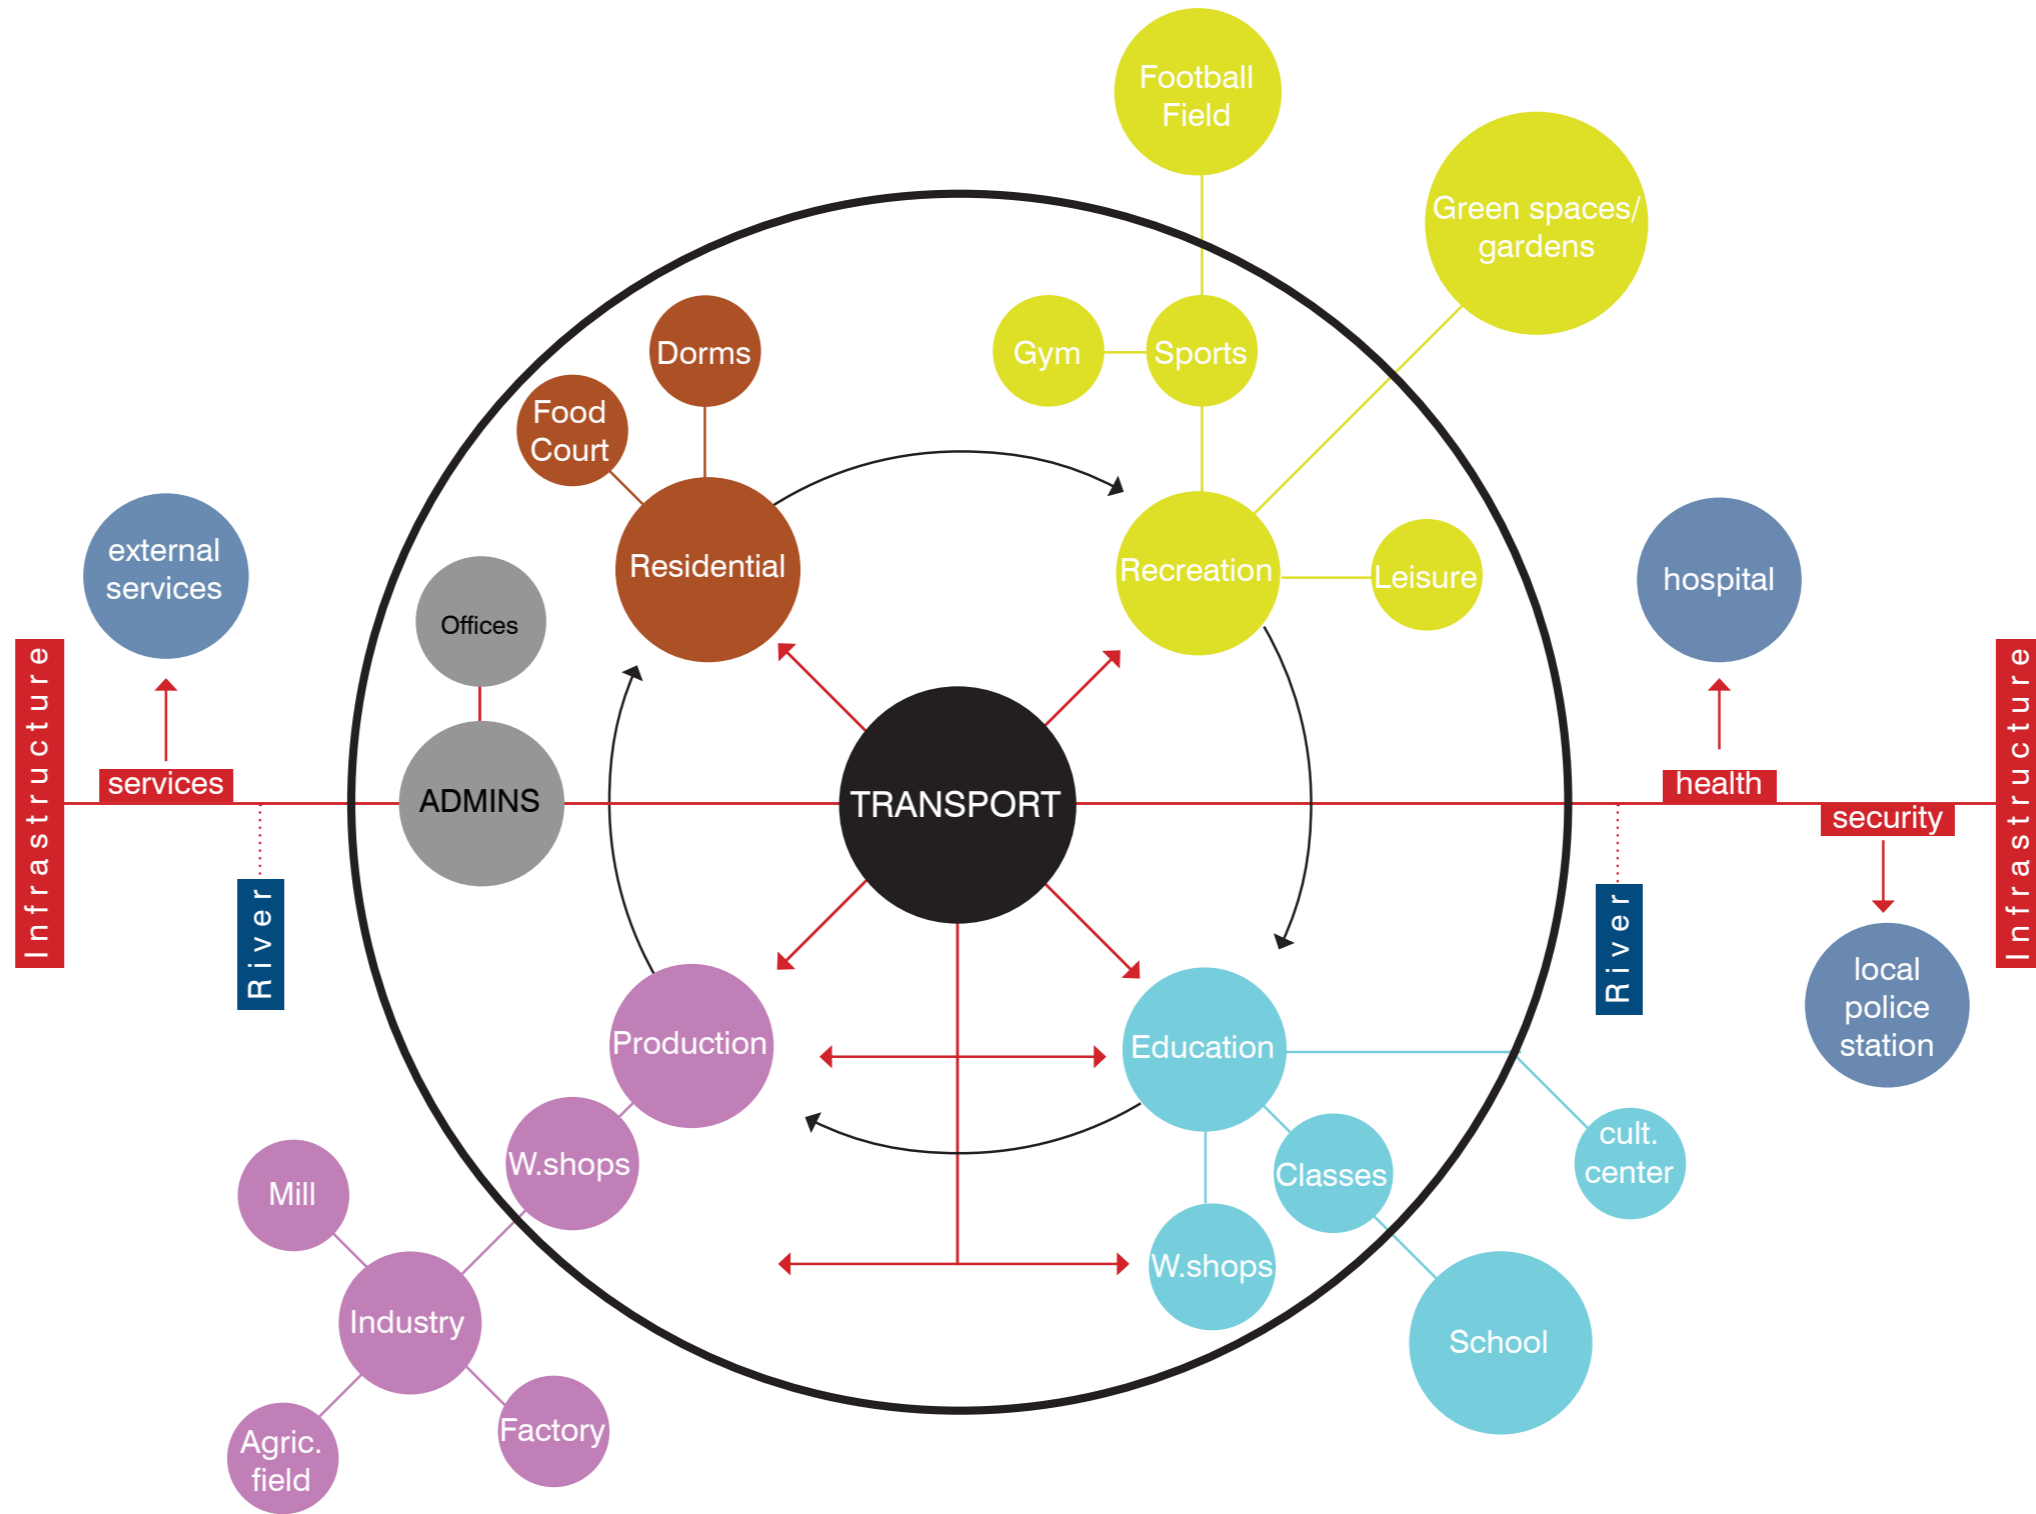 Football
Field
Green spaces/
gardens
Dorms
Gym
Sports
Food
Court
Residential
Recreation
Leisure
external
services
hospital
Offices
Infrastructure
services
ADMINS
TRANSPORT
health
security
Infrastructure
River
River
local
police
station
Production
Education
W.shops
Classes
cult.
center
Mill
W.shops
Industry
School
Agric.
field
Factory